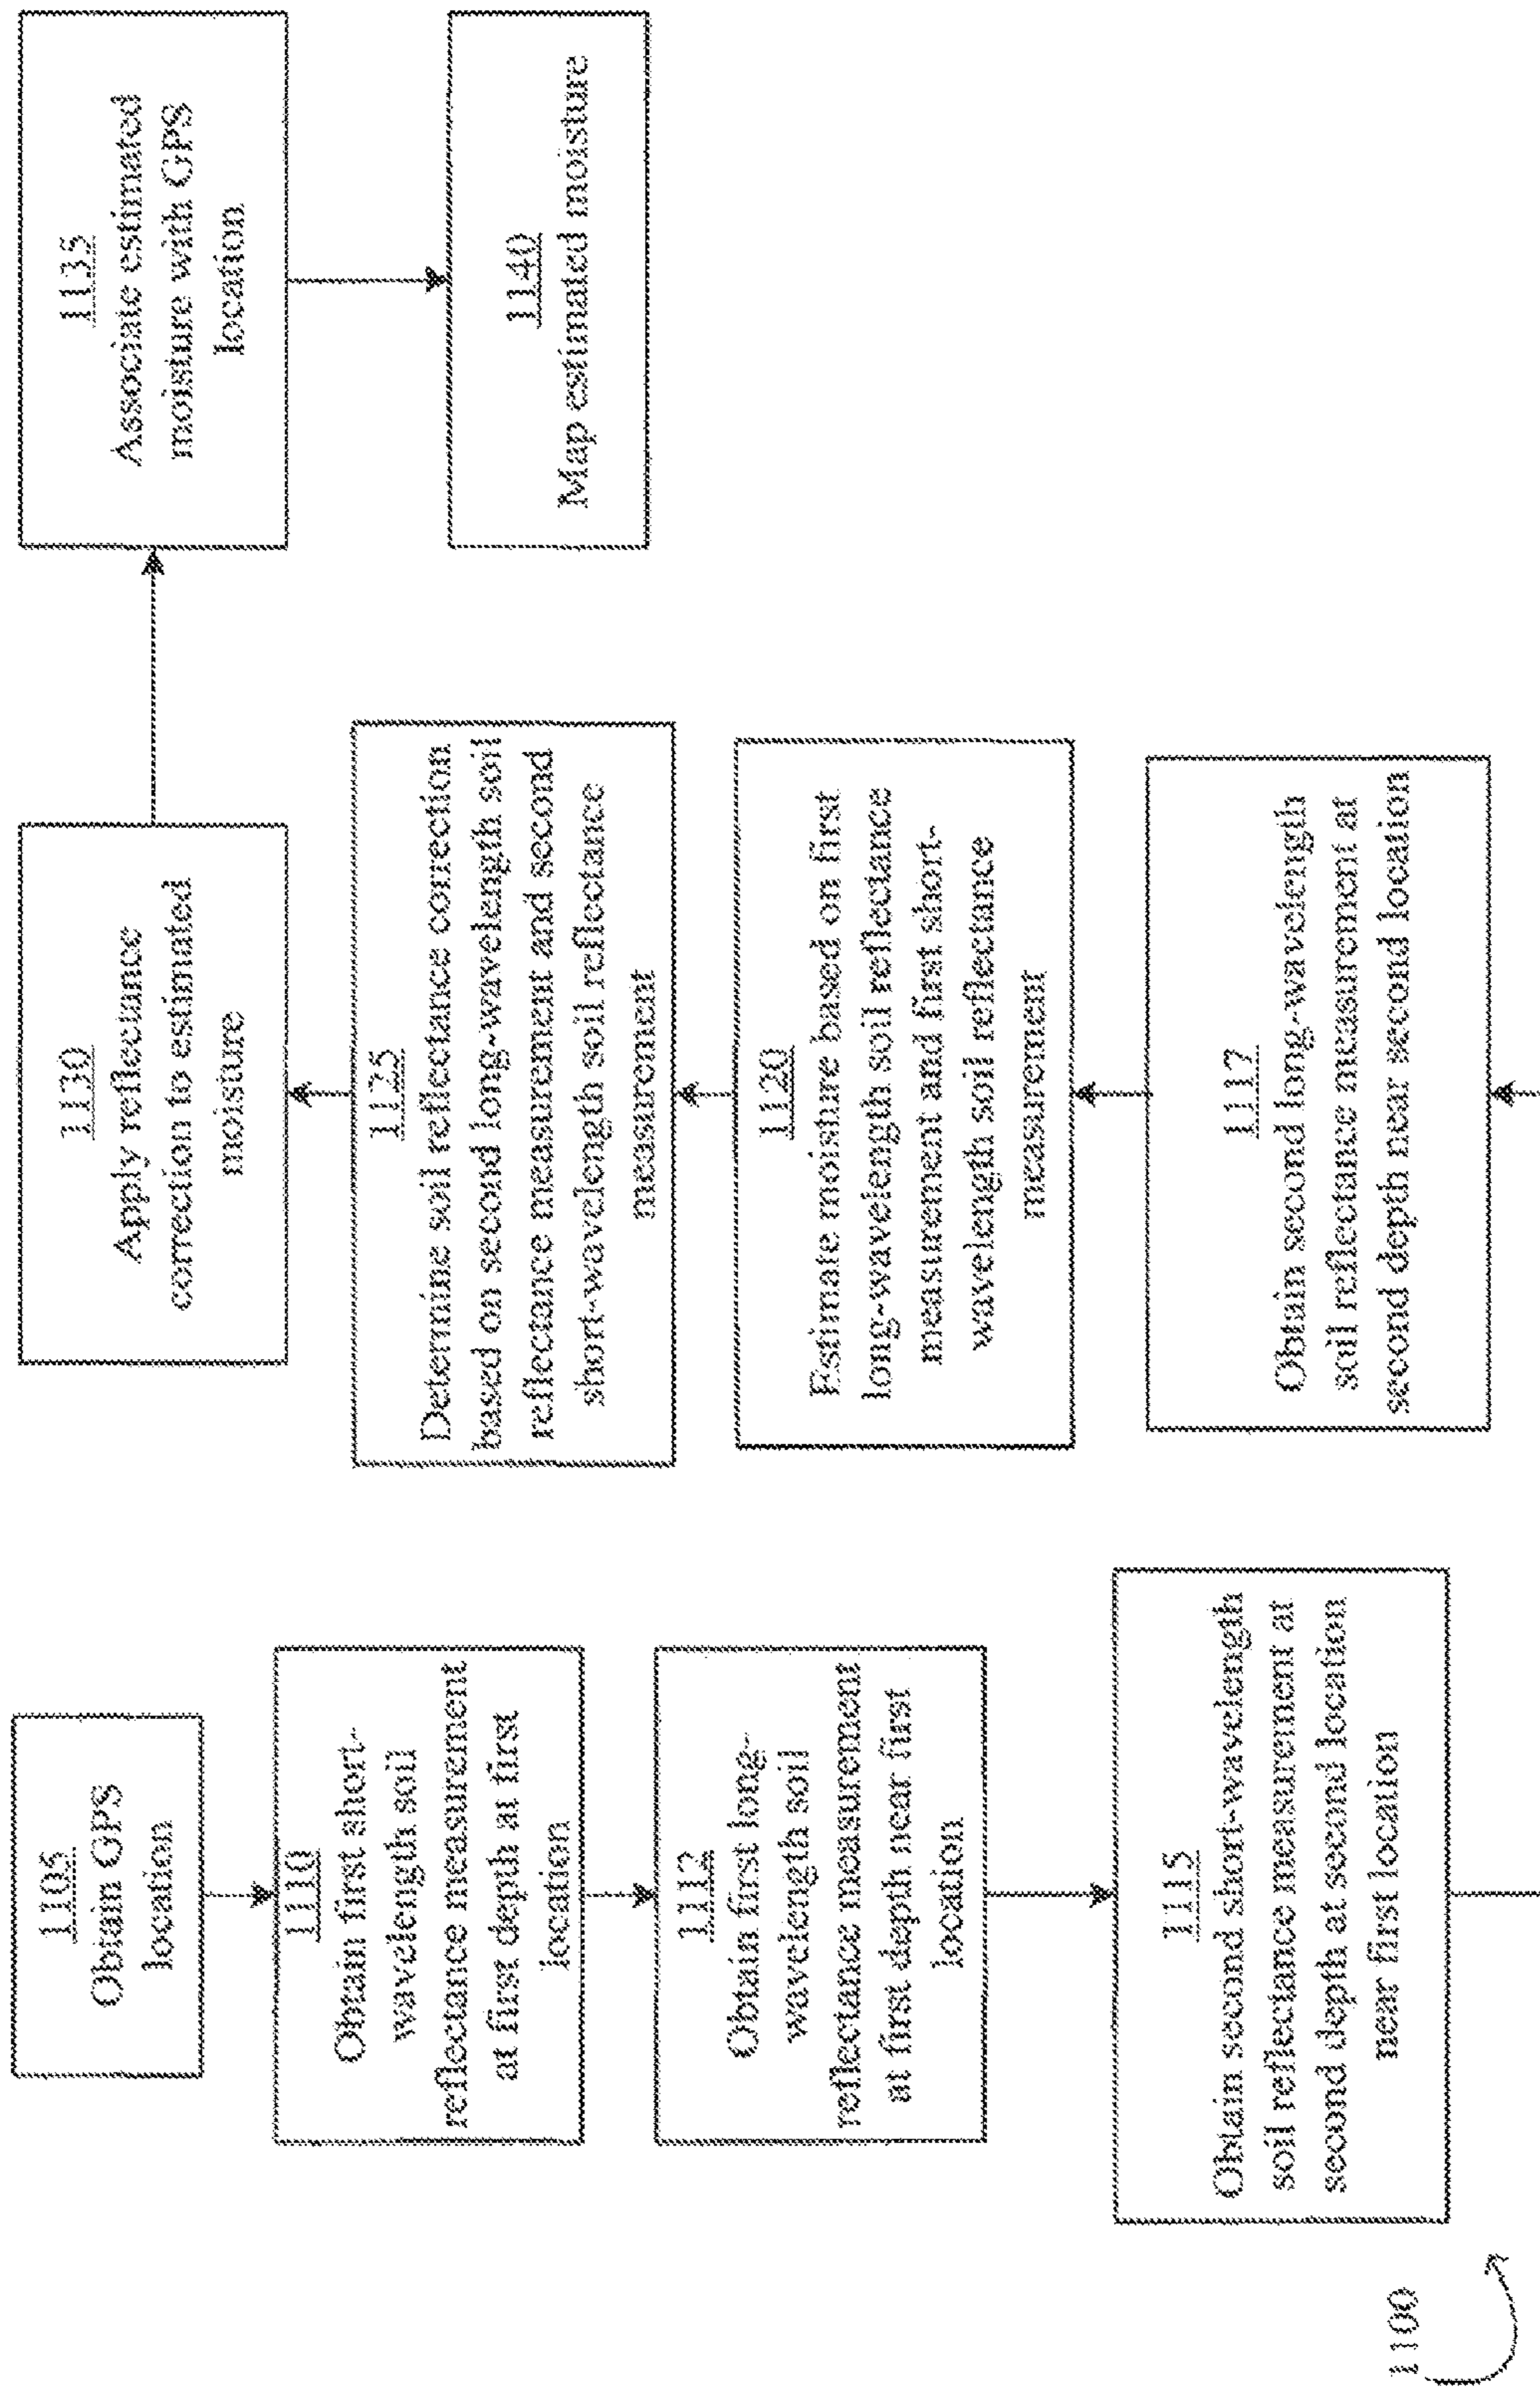 1105
Obtain GPS
location
1110
Obtain first short-
wavelength soil
reflectance measurement
at first depth at first
location
1112
Obtain first long-
wavelength soil
reflectance measurement
at first depth near first
location
1115
Obtain second short-wavelength
soil reflectance measurement at
second depth at second location
near first location
1117
Obtain second long-wavelength
soil reflectance measurement at
second depth near second location
1120
Estimate moisture based on first
long-wavelength soil reflectance
measurement and first short-
wavelength soil reflectance
measurement
1125
Determine soil reflectance correction
based on second long-wavelength soil
reflectance measurement and second
short-wavelength soil reflectance
measurement
1130
Apply reflectance
correction to estimated
moisture
1135
Associate estimated
moisture with GPS
location
1140
Map estimated moisture
1100